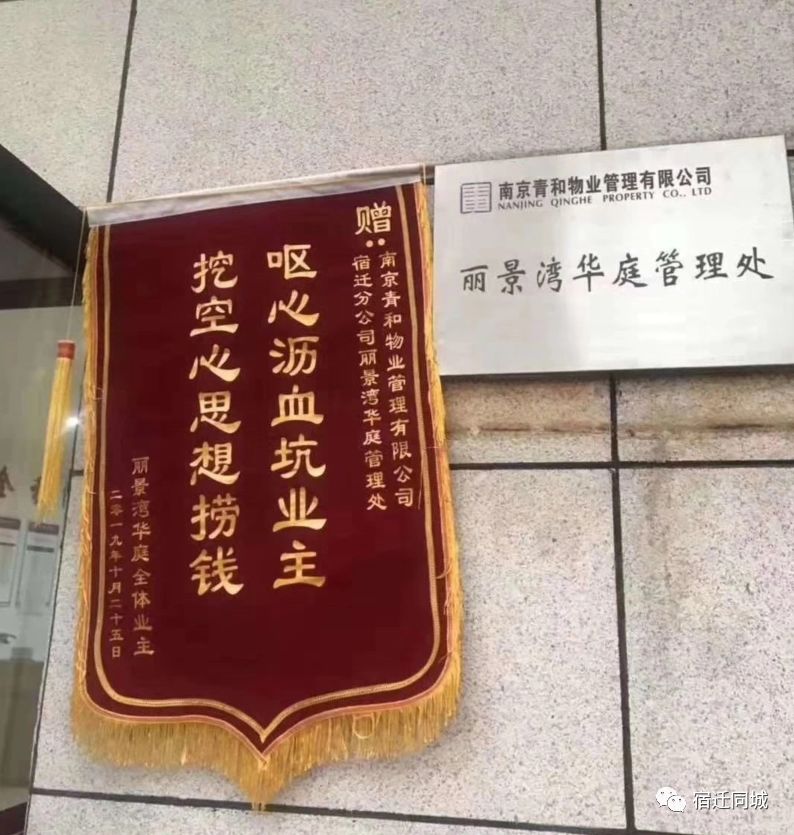 赠：
南京青和物业管理有限公司
宿迁分公司丽景湾华庭管理处
呕心沥血坑业主
挖空心思想捞钱
丽景湾华庭全体业主
二零一九年十月二十五日
南京青和物业管理有限公司
NANJING QINGHE PROPERTY CO., LTD
丽景湾华庭管理处
宿迁同城